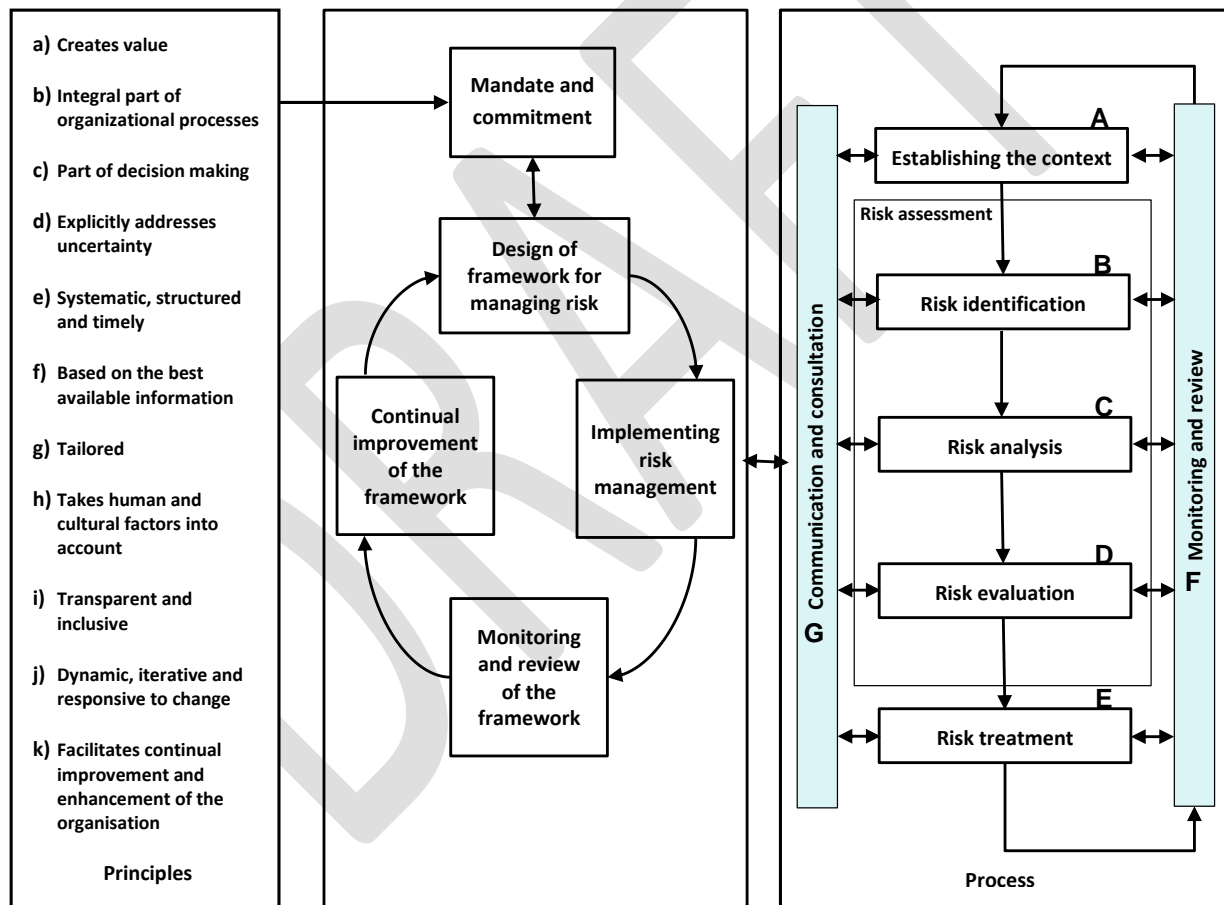 a) Creates value
b) Integral part of
organizational processes
c) Part of decision making
d) Explicitly addresses
uncertainty
e) Systematic, structured
and timely
f) Based on the best
available information
g) Tailored
h) Takes human and
cultural factors into
account
i) Transparent and
inclusive
j) Dynamic, iterative and
responsive to change
k) Facilitates continual
improvement and
enhancement of the
organisation
Principles
Mandate and
commitment
Design of
framework for
managing risk
Continual
improvement
of the
framework
Implementing
risk
management
Monitoring
and review
of the
framework
G Communication and consultation
A
Establishing the context
Risk assessment
B
Risk identification
C
Risk analysis
D
Risk evaluation
E
Risk treatment
F Monitoring and review
Process
DRAFT